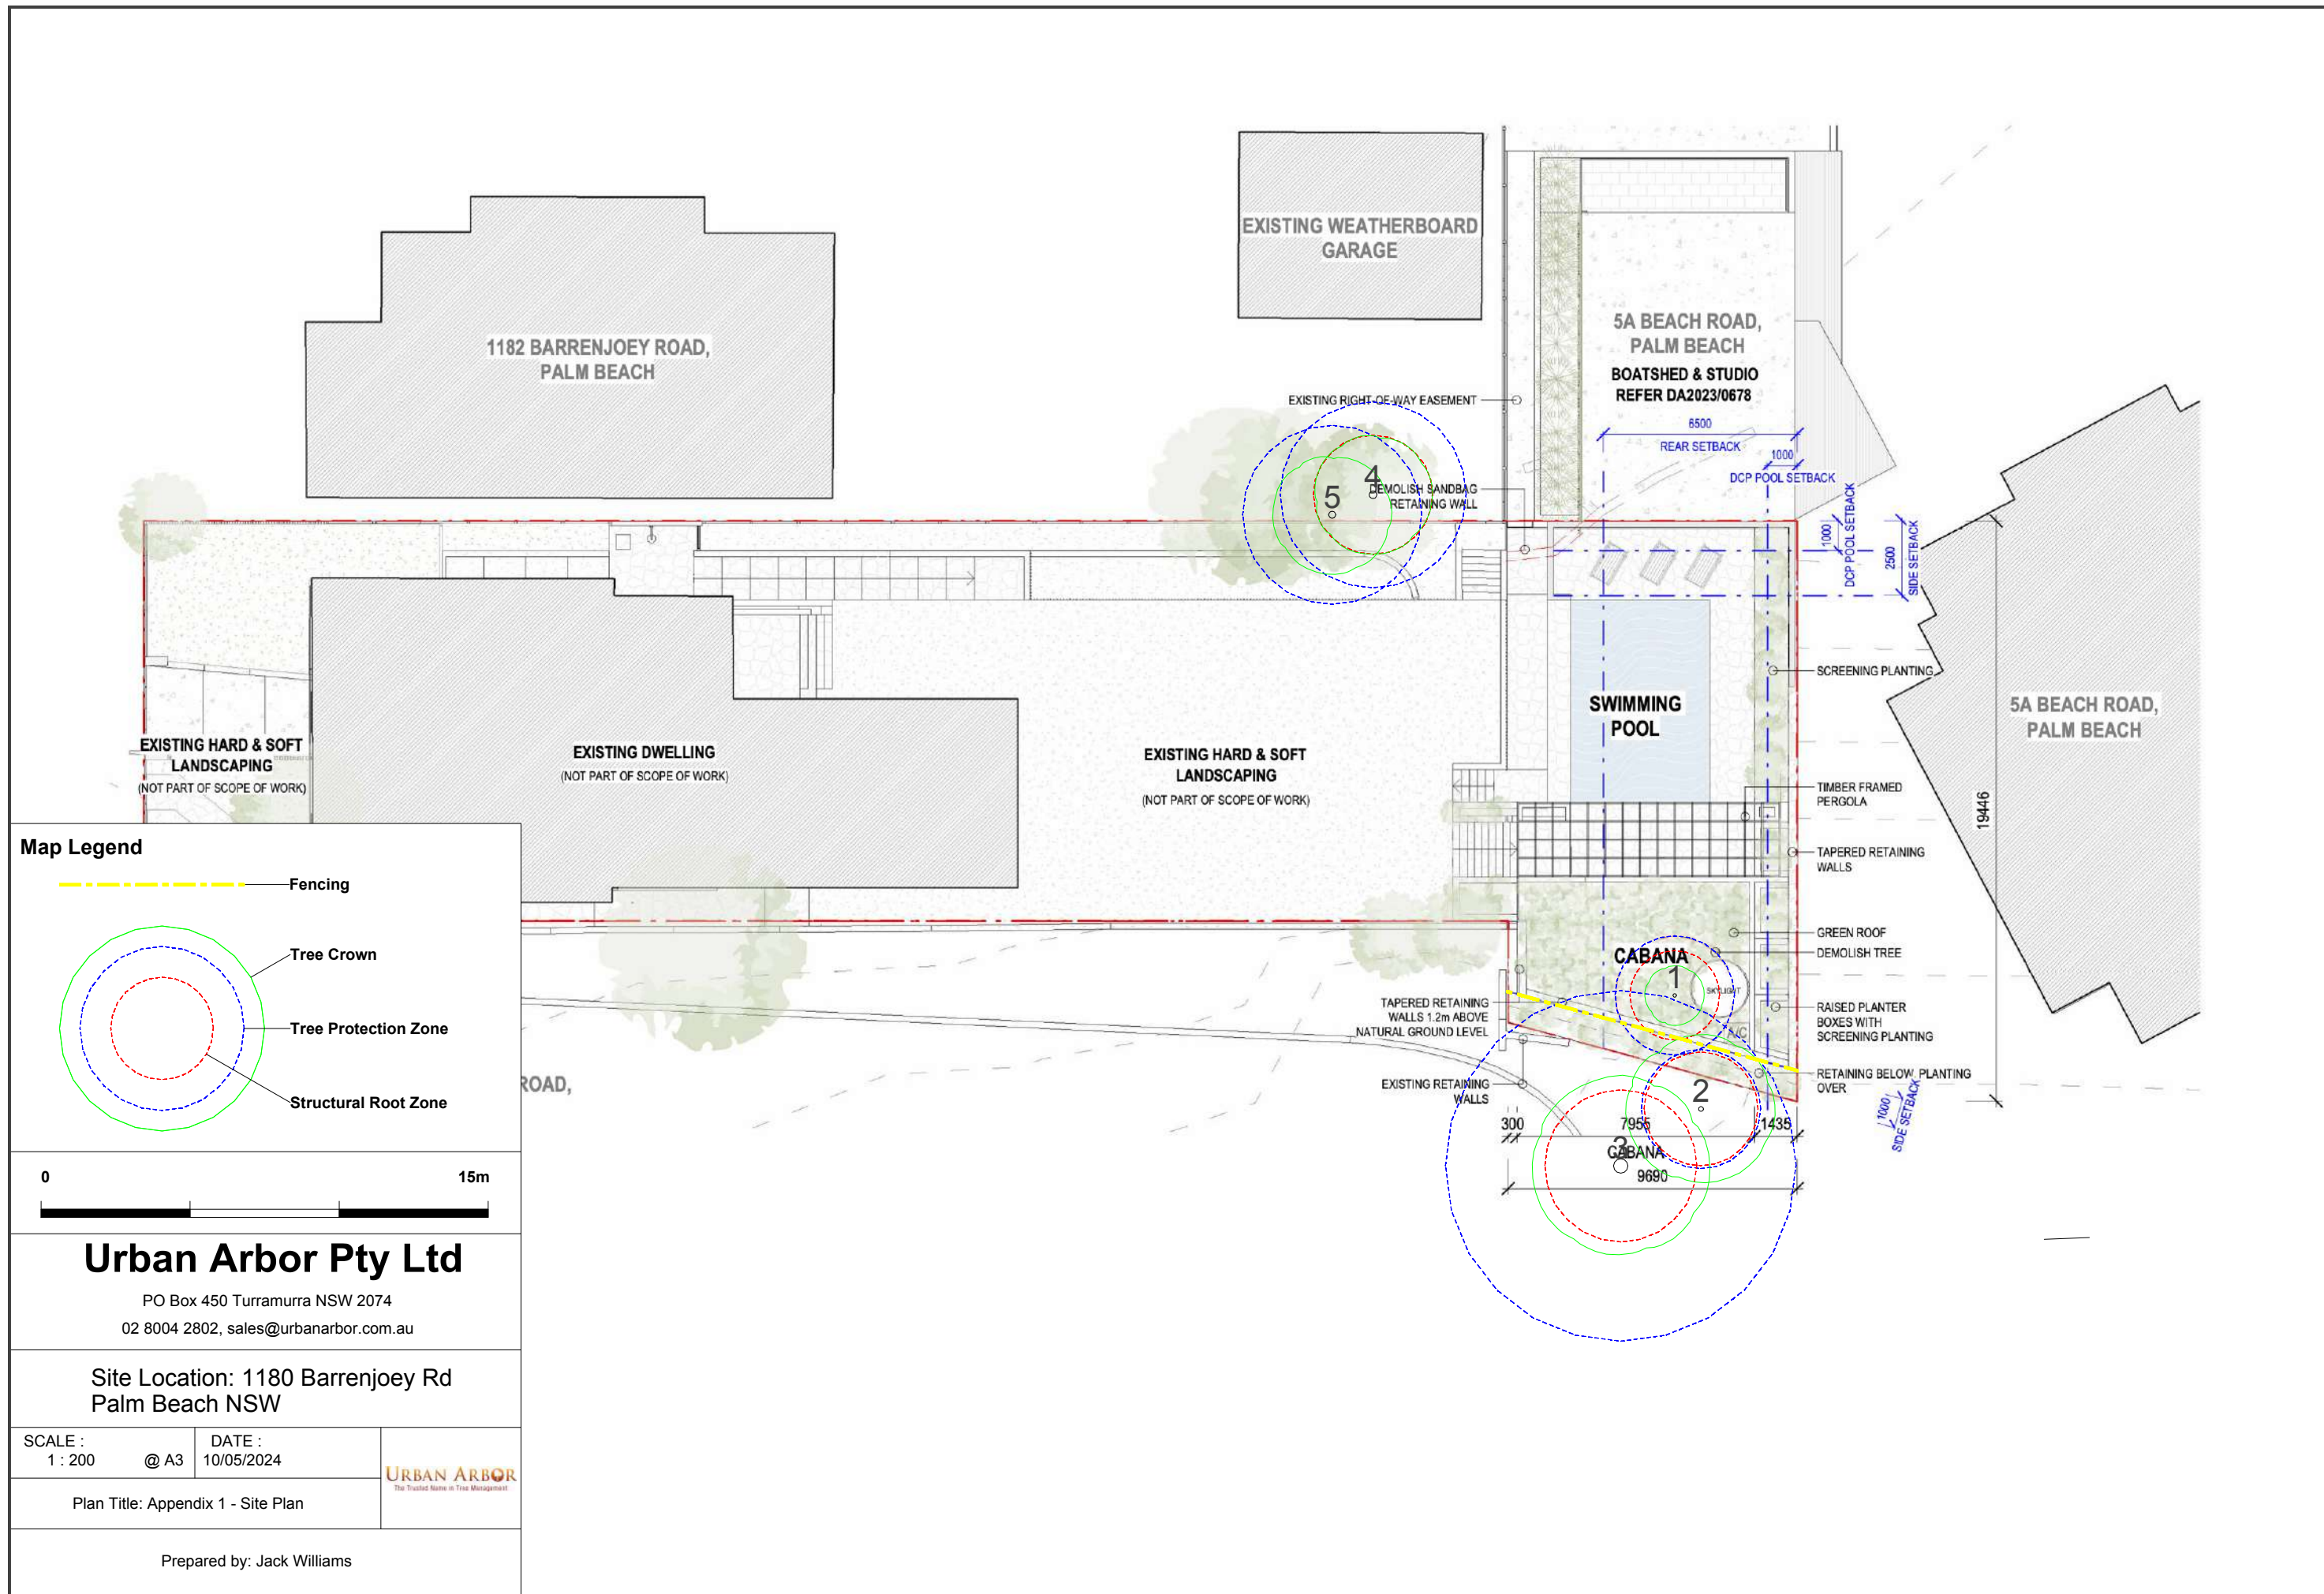 EXISTING WEATHERBOARD
GARAGE
1182 BARRENJOEY ROAD,
PALM BEACH
5A BEACH ROAD,
PALM BEACH
BOATSHED & STUDIO
REFER DA2023/0678
EXISTING RIGHT-OF-WAY EASEMENT
6500
REAR SETBACK
1000
DCP POOL SETBACK
4
5
DEMOLISH SANDBAG
RETAINING WALL
1000
DCP POOL SETBACK
2500
SIDE SETBACK
SCREENING PLANTING
SWIMMING
POOL
5A BEACH ROAD,
PALM BEACH
EXISTING HARD & SOFT
LANDSCAPING
(NOT PART OF SCOPE OF WORK)
EXISTING DWELLING
(NOT PART OF SCOPE OF WORK)
EXISTING HARD & SOFT
LANDSCAPING
(NOT PART OF SCOPE OF WORK)
TIMBER FRAMED
PERGOLA
19446
TAPERED RETAINING
WALLS
GREEN ROOF
DEMOLISH TREE
CABANA
1
SKYLIGHT
A/C
RAISED PLANTER
BOXES WITH
SCREENING PLANTING
TAPERED RETAINING
WALLS 1.2m ABOVE
NATURAL GROUND LEVEL
EXISTING RETAINING
WALLS
RETAINING BELOW, PLANTING
OVER
2
1000
SIDE SETBACK
300
7955
1435
3
CABANA
9690
ROAD,
Map Legend
Fencing
Tree Crown
Tree Protection Zone
Structural Root Zone
0
15m
Urban Arbor Pty Ltd
PO Box 450 Turramurra NSW 2074
02 8004 2802, sales@urbanarbor.com.au
Site Location: 1180 Barrenjoey Rd
Palm Beach NSW
SCALE :
1 : 200 @ A3
DATE :
10/05/2024
URBAN ARBOR
The Trusted Name in Tree Management
Plan Title: Appendix 1 - Site Plan
Prepared by: Jack Williams